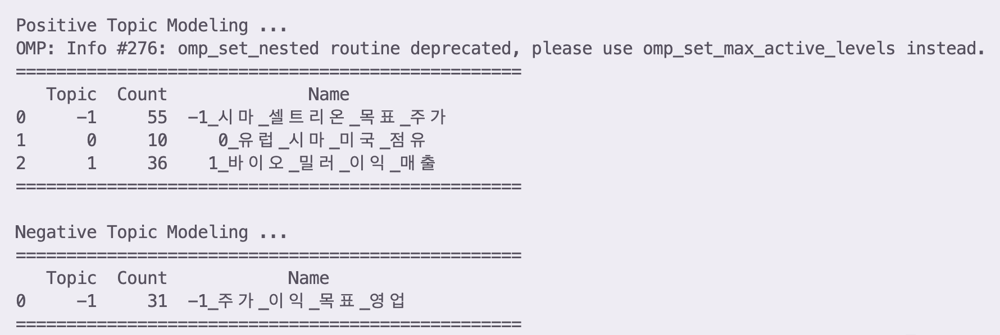 Positive Topic Modeling ...
OMP: Info #276: omp_set_nested routine deprecated, please use omp_set_max_active_levels instead.
==================================================
   Topic  Count              Name
0     -1     55  -1_시마_셀트리온_목표_주가
1      0     10     0_유럽_시마_미국_점유
2      1     36    1_바이오_밀러_이익_매출
==================================================

Negative Topic Modeling ...
==================================================
   Topic  Count            Name
0     -1     31  -1_주가_이익_목표_영업
==================================================